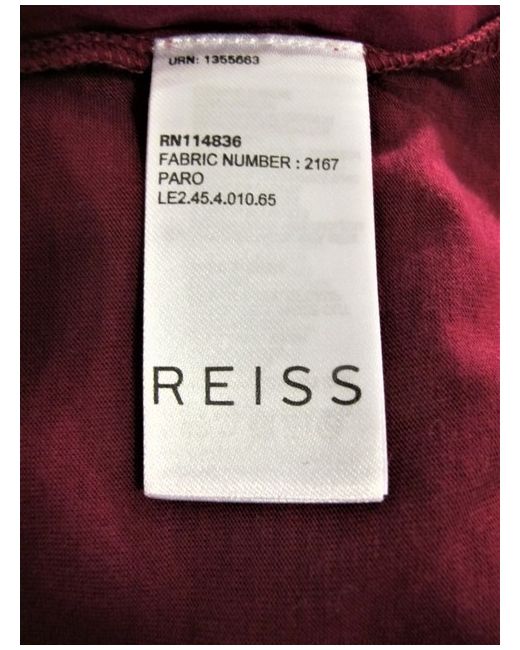 URN: 1355663
RN114836
FABRIC NUMBER : 2167
PARO
LE2.45.4.010.65
REISS